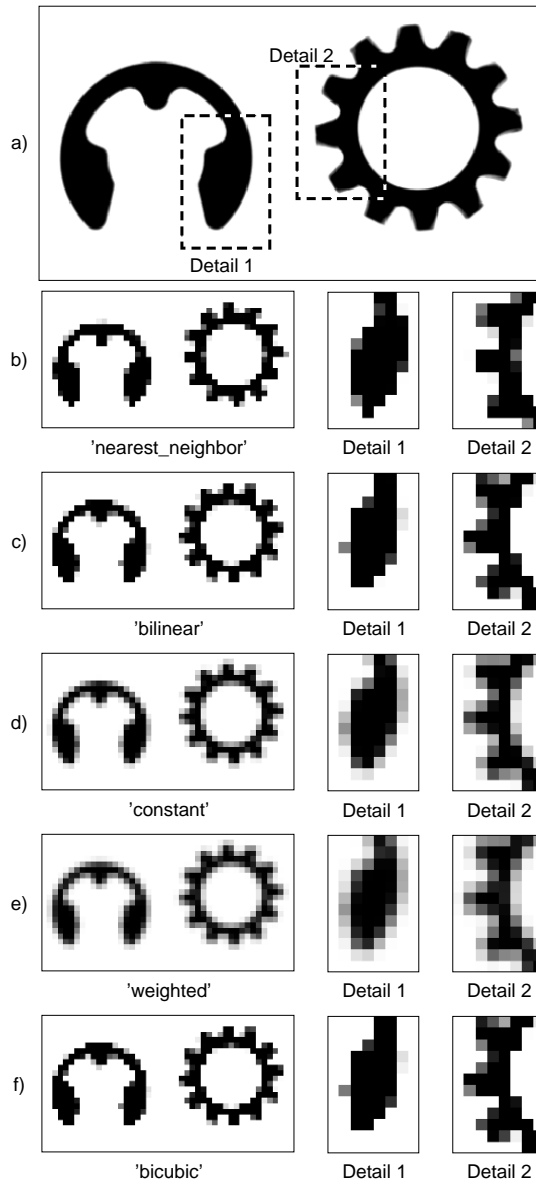 a)
Detail 2
Detail 1
b)
’nearest_neighbor’
Detail 1
Detail 2
c)
’bilinear’
Detail 1
Detail 2
d)
’constant’
Detail 1
Detail 2
e)
’weighted’
Detail 1
Detail 2
f)
’bicubic’
Detail 1
Detail 2